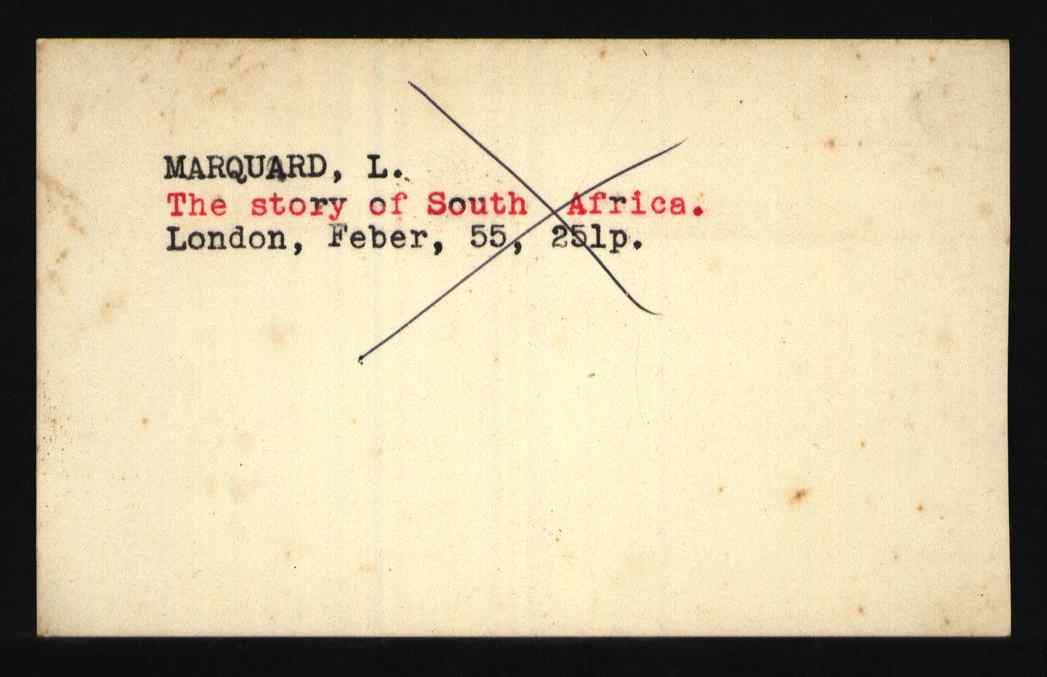 MARQUARD, L.
The story of South Africa.
London, Feber, 55, 251p.